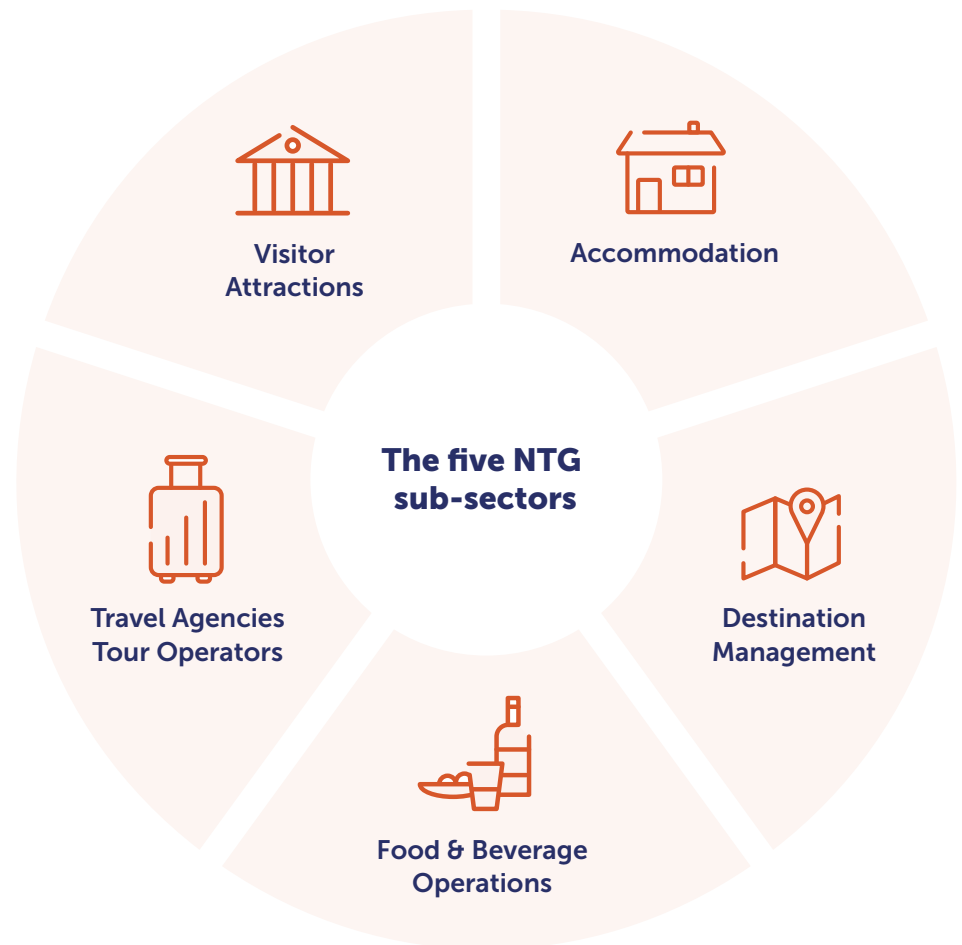 Visitor
Attractions
Accommodation
The five NTG
sub-sectors
Travel Agencies
Tour Operators
Destination
Management
Food & Beverage
Operations